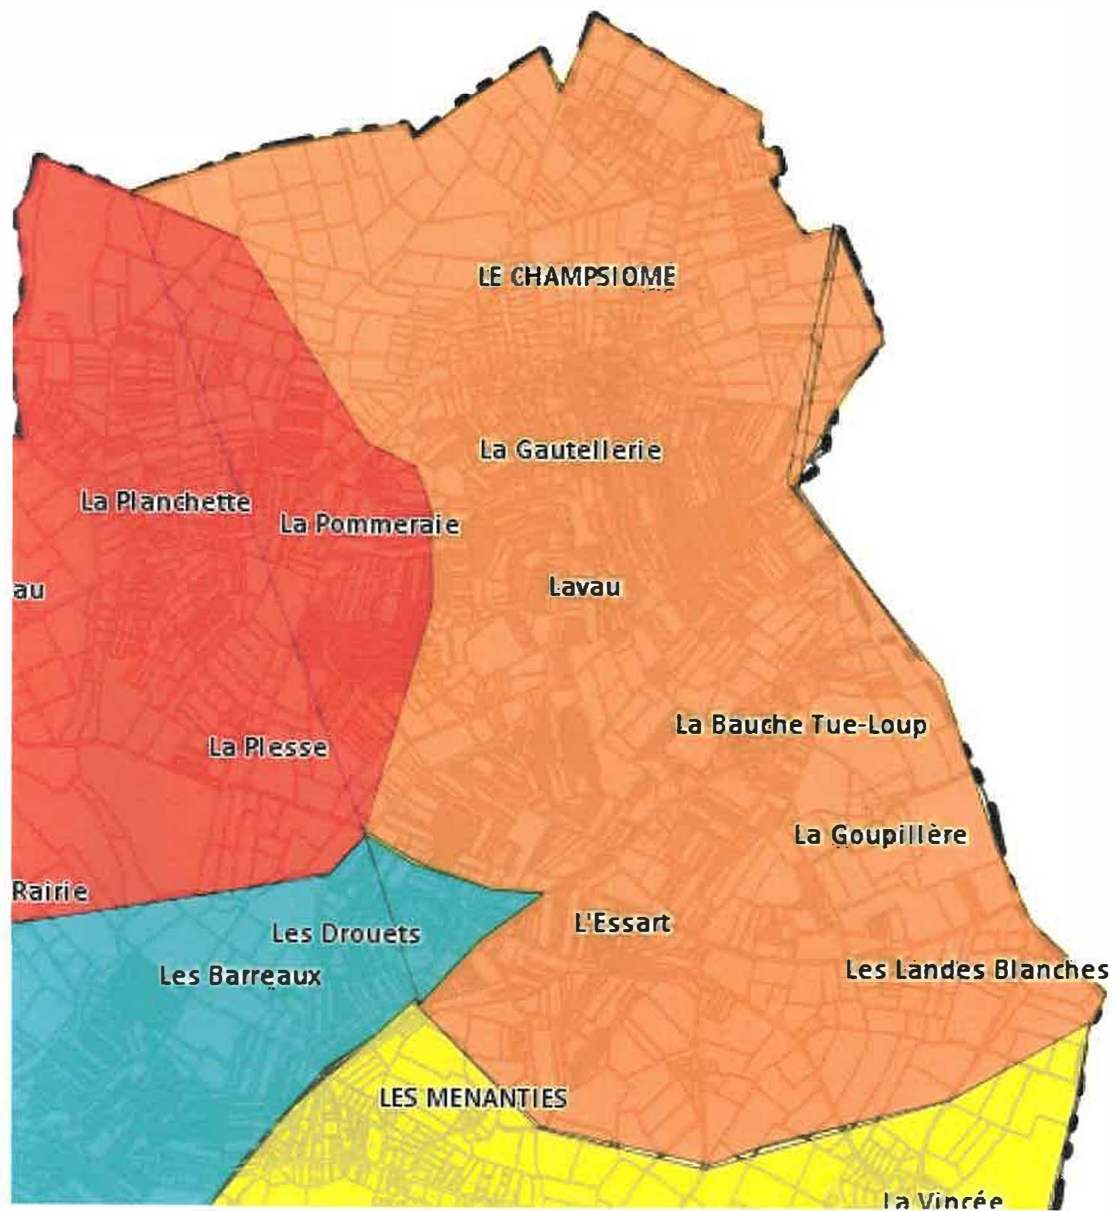 LE CHAMPSIOME
La Gautellerie
La Planchette
La Pommeraie
au
Lavau
La Bauche Tue-Loup
La Plesse
La Goupillère
Rairie
L'Essart
Les Drouets
Les Landes Blanches
Les Barreaux
LES MENANTIES
La Vincée